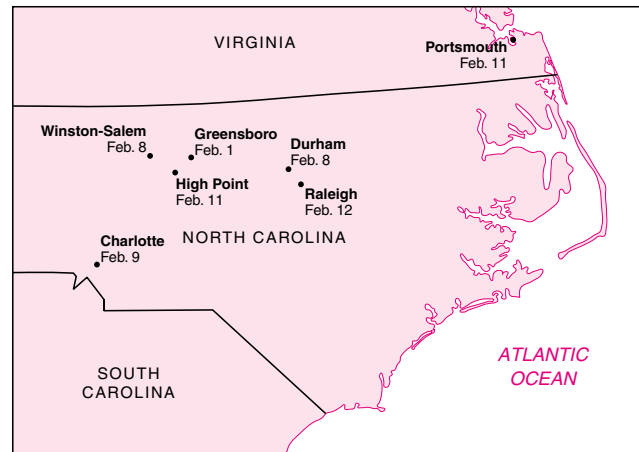 VIRGINIA
Portsmouth
Feb. 11
Winston-Salem
Feb. 8
Greensboro
Feb. 1
Durham
Feb. 8
High Point
Feb. 11
Raleigh
Feb. 12
NORTH CAROLINA
Charlotte
Feb. 9
SOUTH
CAROLINA
ATLANTIC
OCEAN